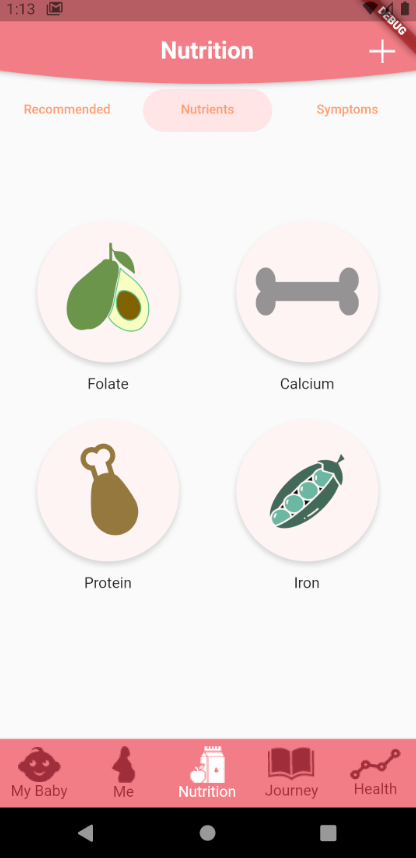 1:13
DEBUG
Nutrition
Recommended Nutrients Symptoms
Folate Calcium
Protein Iron
My Baby Me Nutrition Journey Health